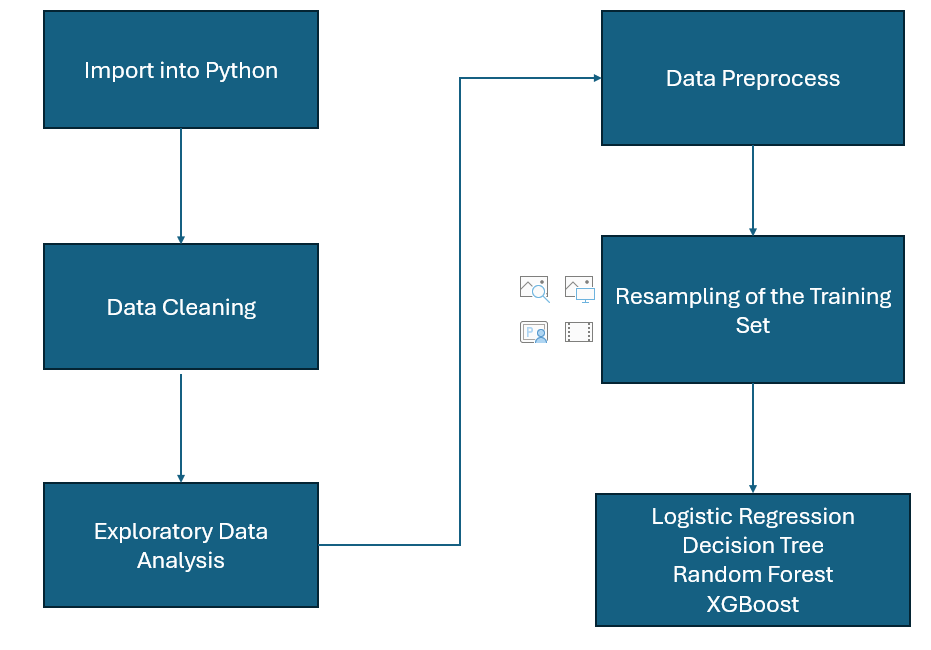 Import into Python
Data Cleaning
Exploratory Data
Analysis
Data Preprocess
Resampling of the Training
Set
Logistic Regression
Decision Tree
Random Forest
XGBoost
P